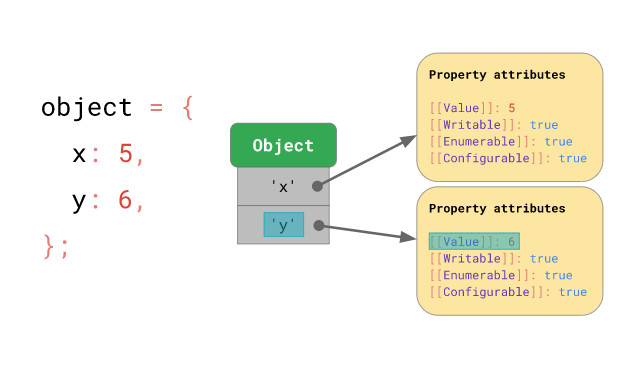 object = {
x: 5,
y: 6,
};
Object
'x'
'y'
Property attributes
[[Value]]: 5
[[Writable]]: true
[[Enumerable]]: true
[[Configurable]]: true
Property attributes
[[Value]]: 6
[[Writable]]: true
[[Enumerable]]: true
[[Configurable]]: true